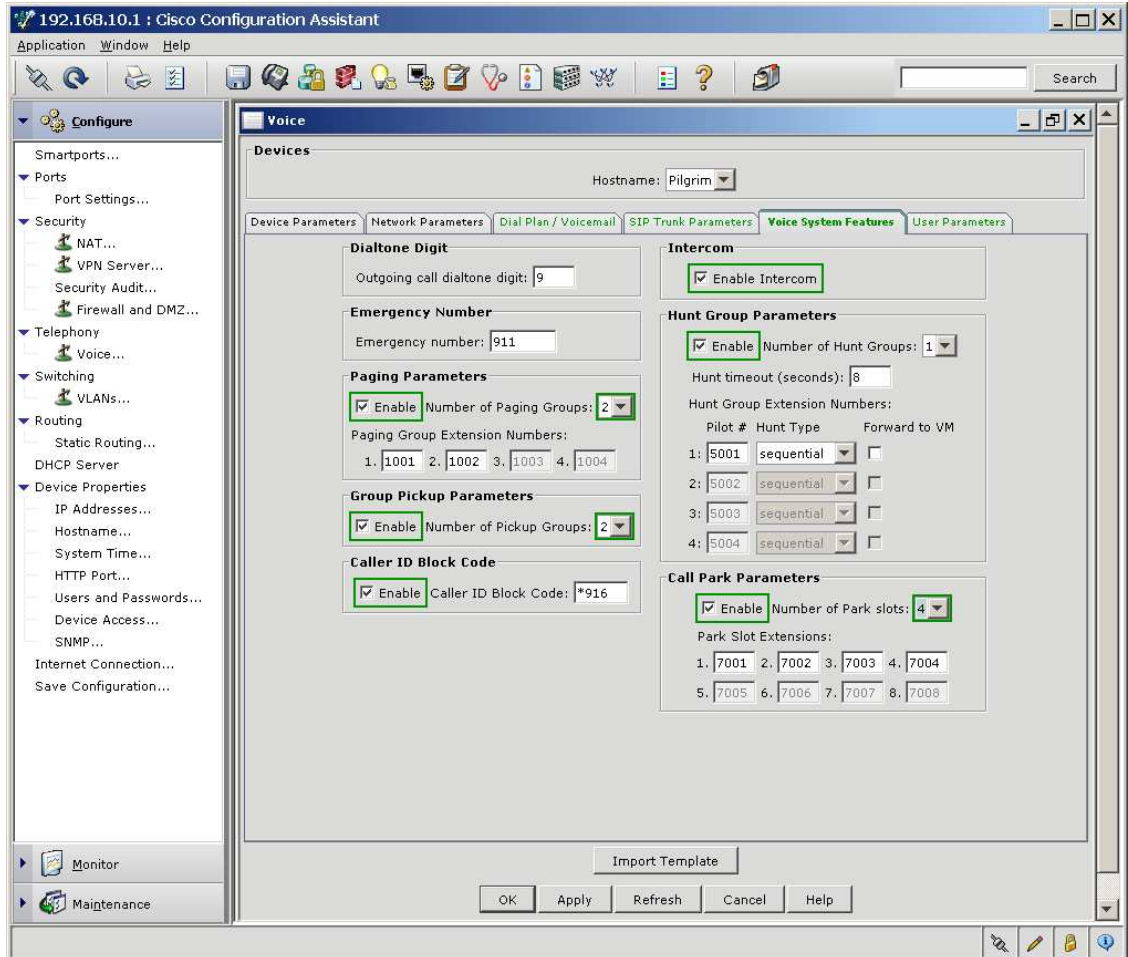 192.168.10.1 : Cisco Configuration Assistant
Application Window Help
Search
Configure
Smartports...
Ports
Port Settings...
Security
NAT...
VPN Server...
Security Audit...
Firewall and DMZ...
Telephony
Voice...
Switching
VLANs...
Routing
Static Routing...
DHCP Server
Device Properties
IP Addresses...
Hostname...
System Time...
HTTP Port...
Users and Passwords...
Device Access...
SNMP...
Internet Connection...
Save Configuration...
Monitor
Maintenance
Voice
Devices
Hostname: Pilgrim
Device Parameters Network Parameters Dial Plan / Voicemail SIP Trunk Parameters Voice System Features User Parameters
Dialtone Digit
Outgoing call dialtone digit: 9
Emergency Number
Emergency number: 911
Paging Parameters
Enable Number of Paging Groups: 2
Paging Group Extension Numbers:
1. 1001 2. 1002 3. 1003 4. 1004
Group Pickup Parameters
Enable Number of Pickup Groups: 2
Caller ID Block Code
Enable Caller ID Block Code: *916
Intercom
Enable Intercom
Hunt Group Parameters
Enable Number of Hunt Groups: 1
Hunt timeout (seconds): 8
Hunt Group Extension Numbers:
Pilot # Hunt Type Forward to VM
1: 5001 sequential
2: 5002 sequential
3: 5003 sequential
4: 5004 sequential
Call Park Parameters
Enable Number of Park slots: 4
Park Slot Extensions:
1. 7001 2. 7002 3. 7003 4. 7004
5. 7005 6. 7006 7. 7007 8. 7008
Import Template
OK Apply Refresh Cancel Help